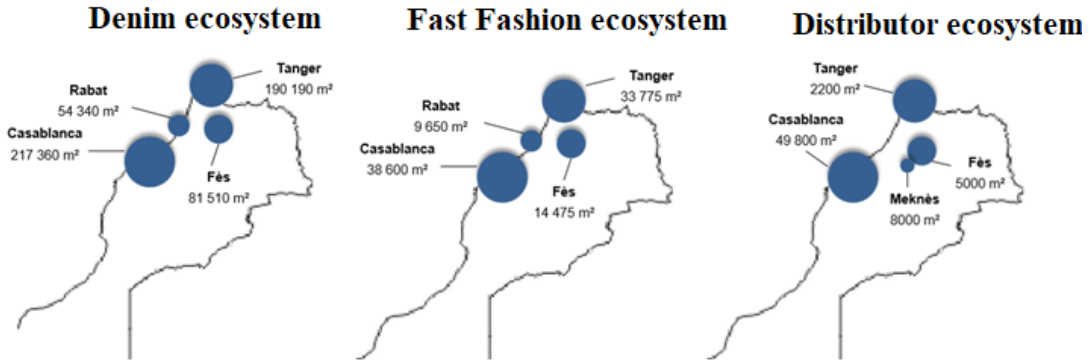 Denim ecosystem
Tanger
190 190 m²
Rabat
54 340 m²
Casablanca
217 360 m²
Fès
81 510 m²
Fast Fashion ecosystem
Tanger
33 775 m²
Rabat
9 650 m²
Casablanca
38 600 m²
Fès
14 475 m²
Distributor ecosystem
Tanger
2200 m²
Casablanca
49 800 m²
Fès
5000 m²
Meknès
8000 m²